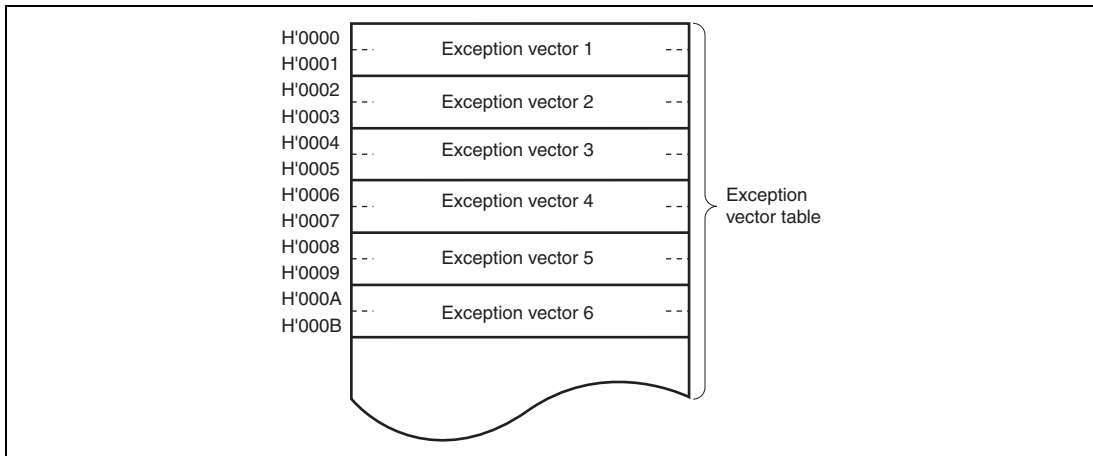 H'0000
H'0001
Exception vector 1
H'0002
H'0003
Exception vector 2
H'0004
H'0005
Exception vector 3
H'0006
H'0007
Exception vector 4
H'0008
H'0009
Exception vector 5
H'000A
H'000B
Exception vector 6
Exception
vector table